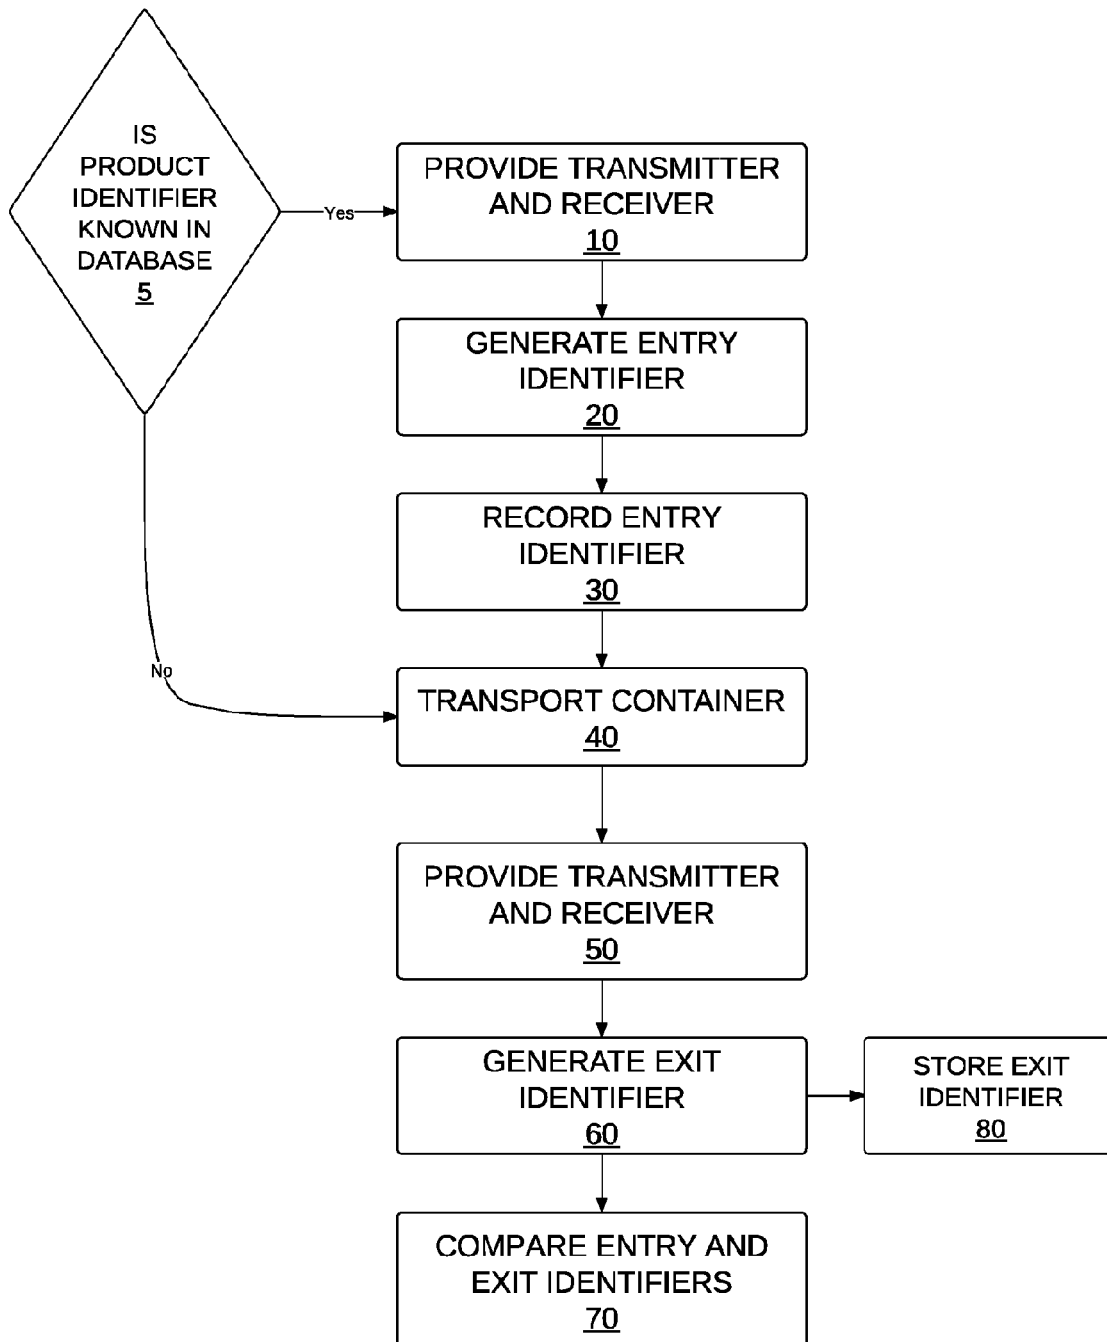 IS
PRODUCT
IDENTIFIER
KNOWN IN
DATABASE
5
Yes
PROVIDE TRANSMITTER
AND RECEIVER
10
GENERATE ENTRY
IDENTIFIER
20
RECORD ENTRY
IDENTIFIER
30
No
TRANSPORT CONTAINER
40
PROVIDE TRANSMITTER
AND RECEIVER
50
GENERATE EXIT
IDENTIFIER
60
STORE EXIT
IDENTIFIER
80
COMPARE ENTRY AND
EXIT IDENTIFIERS
70